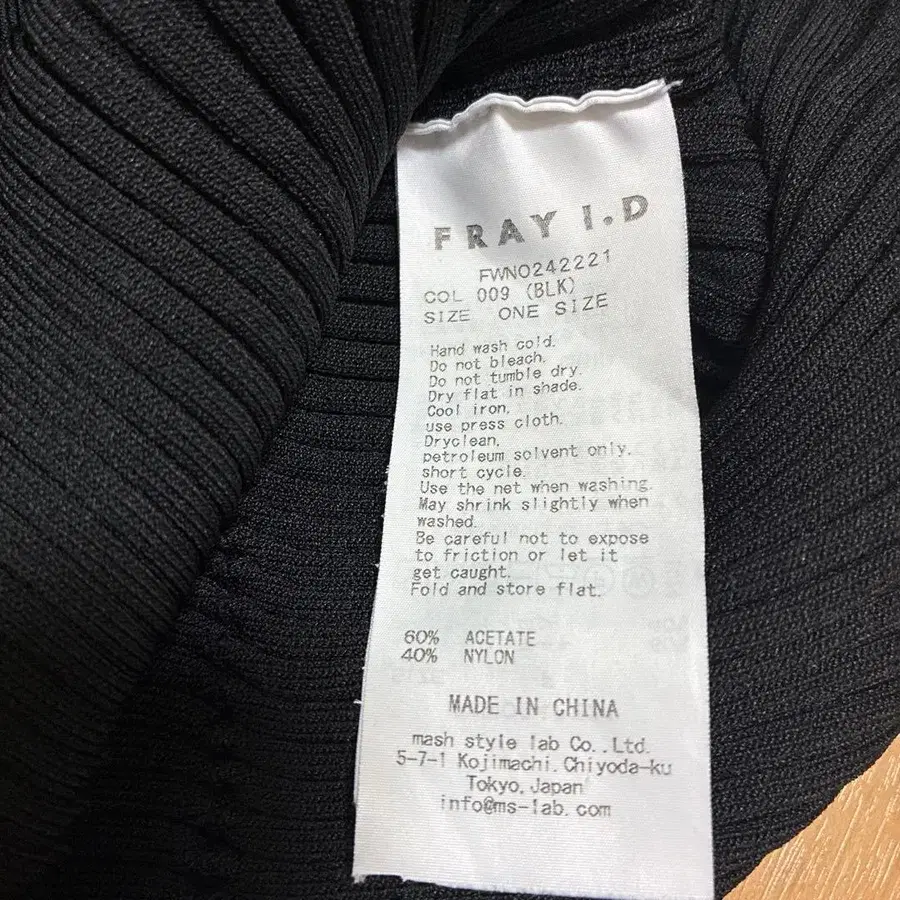 FRAY I.D
FWNO242221
COL 009 (BLK)
SIZE ONE SIZE
Hand wash cold.
Do not bleach.
Do not tumble dry.
Dry flat in shade.
Cool iron,
use press cloth.
Dryclean,
petroleum solvent only,
short cycle.
Use the net when washing.
May shrink slightly when
washed.
Be careful not to expose
to friction or let it
get caught.
Fold and store flat.
60% ACETATE
40% NYLON
MADE IN CHINA
mash style lab Co.,Ltd.
5-7-1 Kojimachi, Chiyoda-ku
Tokyo, Japan
info@ms-lab.com